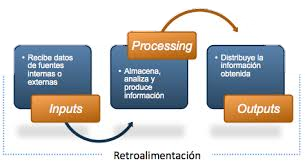 • Recibe datos
de fuentes
internas o
externas
Inputs
Processing
• Almacena,
analiza y
produce
información
• Distribuye la
información
obtenida
Outputs
Retroalimentación